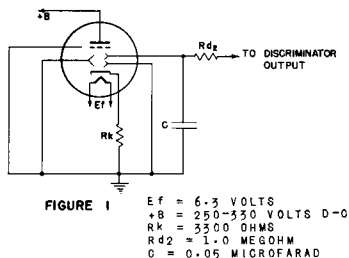 +B
Rd2
TO DISCRIMINATOR
OUTPUT
Ef
Rk
C
FIGURE 1
Ef = 6.3 VOLTS
+B = 250-330 VOLTS D-C
Rk = 3300 OHMS
Rd2 = 1.0 MEGOHM
C = 0.05 MICROFARAD